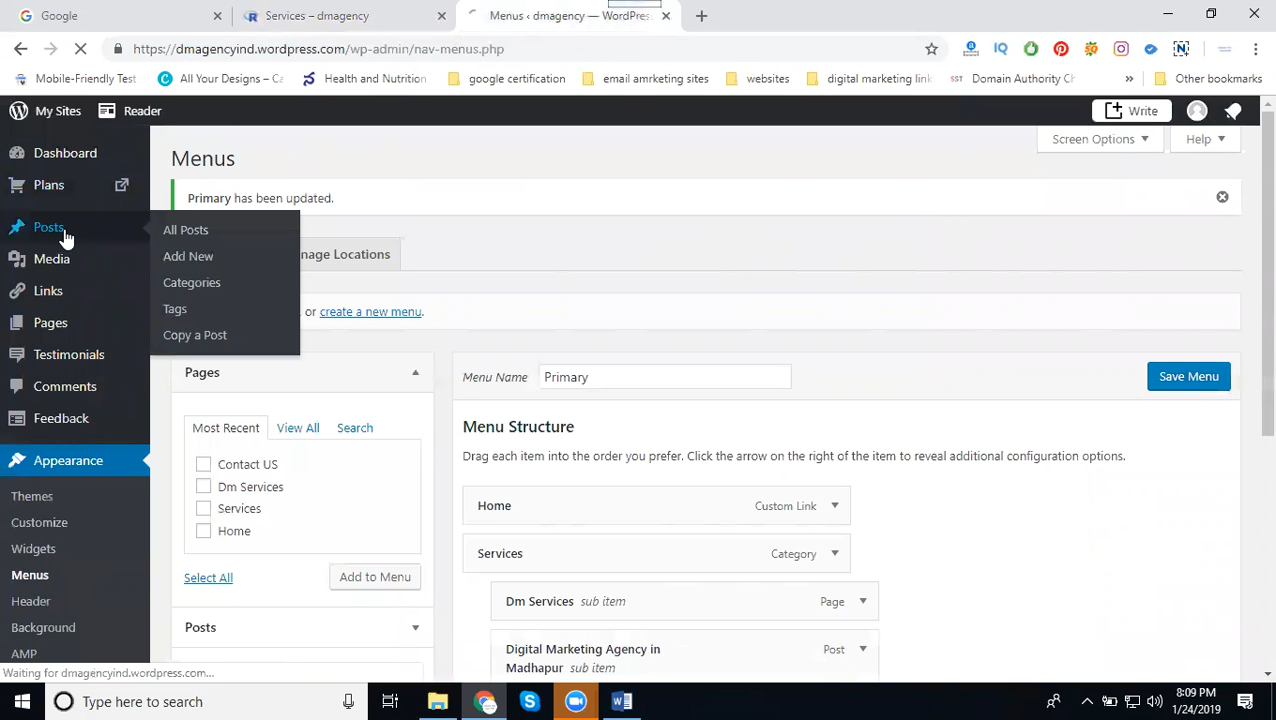 Google
Services – dmagency
Menus ‹ dmagency — WordPres
https://dmagencyind.wordpress.com/wp-admin/nav-menus.php
Mobile-Friendly Test
All Your Designs – Ca
Health and Nutrition
google certification
email amrketing sites
websites
digital marketing link
SST Domain Authority Ch
»
Other bookmarks
My Sites
Reader
Write
Dashboard
Plans
Posts
Media
Links
Pages
Testimonials
Comments
Feedback
Appearance
Themes
Customize
Widgets
Menus
Header
Background
AMP
All Posts
Add New
Categories
Tags
Copy a Post
Screen Options
Help
Menus
Primary has been updated.
nage Locations
or create a new menu.
Pages
Most Recent
View All
Search
Contact US
Dm Services
Services
Home
Select All
Add to Menu
Posts
Menu Name
Primary
Save Menu
Menu Structure
Drag each item into the order you prefer. Click the arrow on the right of the item to reveal additional configuration options.
Home
Custom Link
Services
Category
Dm Services sub item
Page
Digital Marketing Agency in
Post
Madhapur sub item
Waiting for dmagencyind.wordpress.com...
Type here to search
8:09 PM
1/24/2019